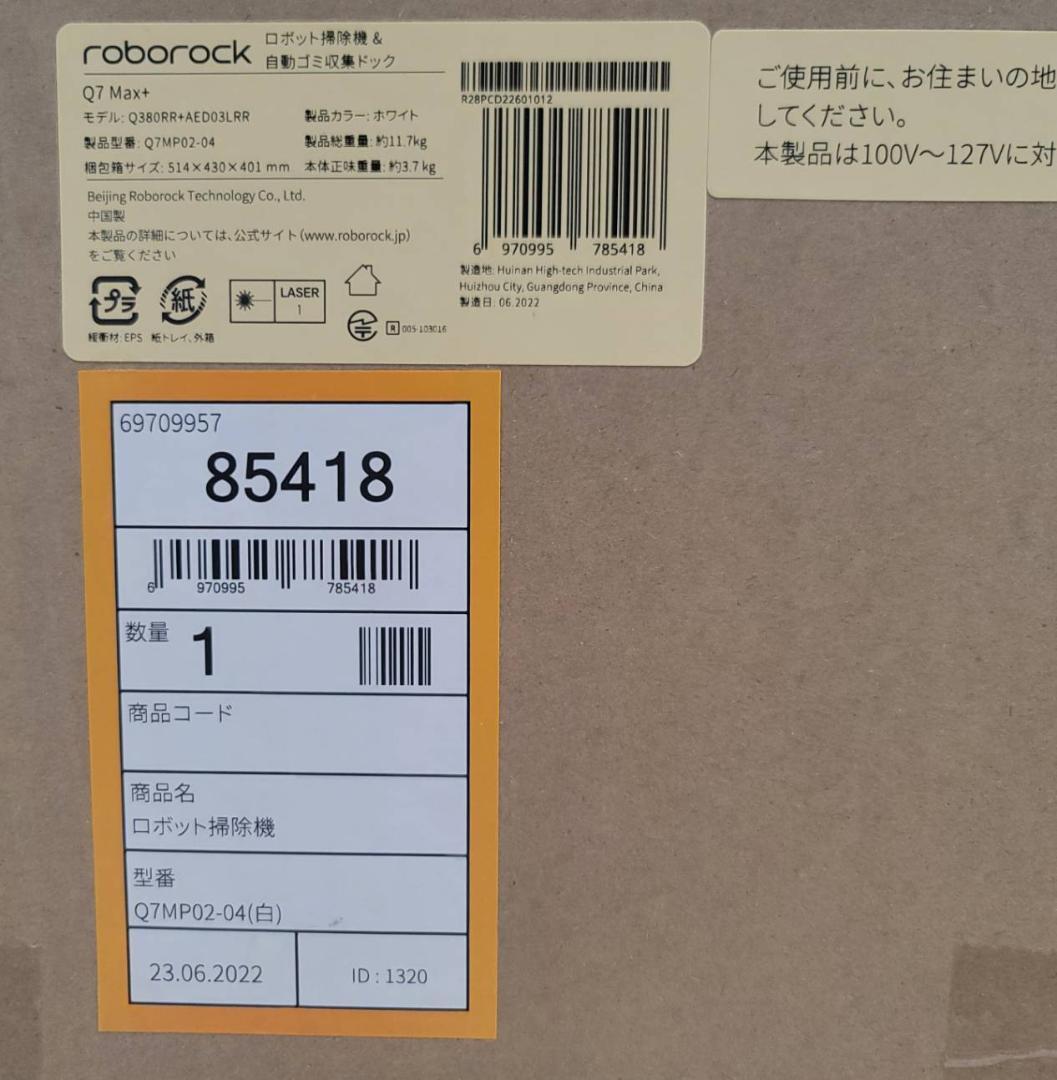 roborock
ロボット掃除機 &
自動ゴミ収集ドック
Q7 Max+
モデル: Q380RR+AED03LRR
製品カラー: ホワイト
製品型番: Q7MP02-04
製品総重量: 約11.7kg
梱包箱サイズ: 514×430×401 mm
本体正味重量: 約3.7 kg
Beijing Roborock Technology Co., Ltd.
中国製
本製品の詳細については、公式サイト(www.roborock.jp)
をご覧ください
プラ
紙
LASER
1
緩衝材: EPS
紙トレイ、外箱
R 005-103016
R28PCD22601012
6 970995 785418
製造地: Huinan High-tech Industrial Park,
Huizhou City, Guangdong Province, China
製造日: 06.2022
ご使用前に、お住まいの地
してください。
本製品は100V～127Vに対
69709957
85418
6 970995 785418
数量 1
商品コード
商品名
ロボット掃除機
型番
Q7MP02-04(白)
23.06.2022
ID : 1320